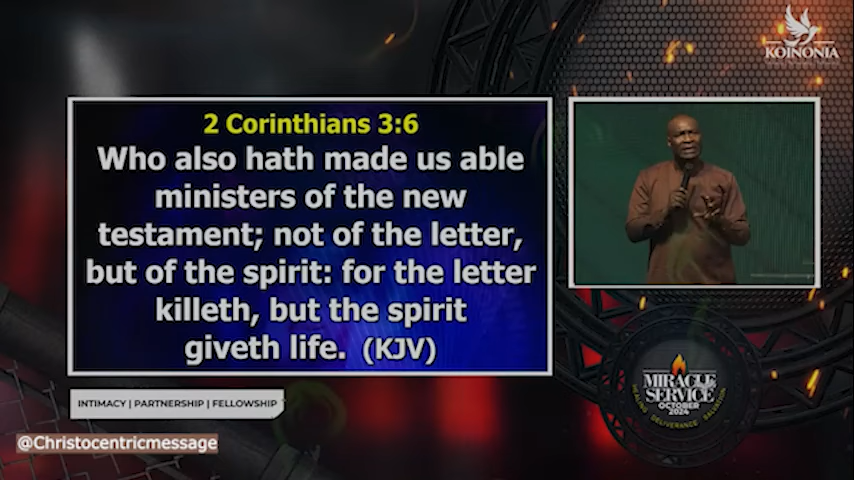 KOINONIA
2 Corinthians 3:6
Who also hath made us able
ministers of the new
testament; not of the letter,
but of the spirit: for the letter
killeth, but the spirit
giveth life. (KJV)
INTIMACY | PARTNERSHIP | FELLOWSHIP
MIRACLE
SERVICE
OCTOBER
2024
HEALING DELIVERANCE SALVATION
@Christocentricmessage